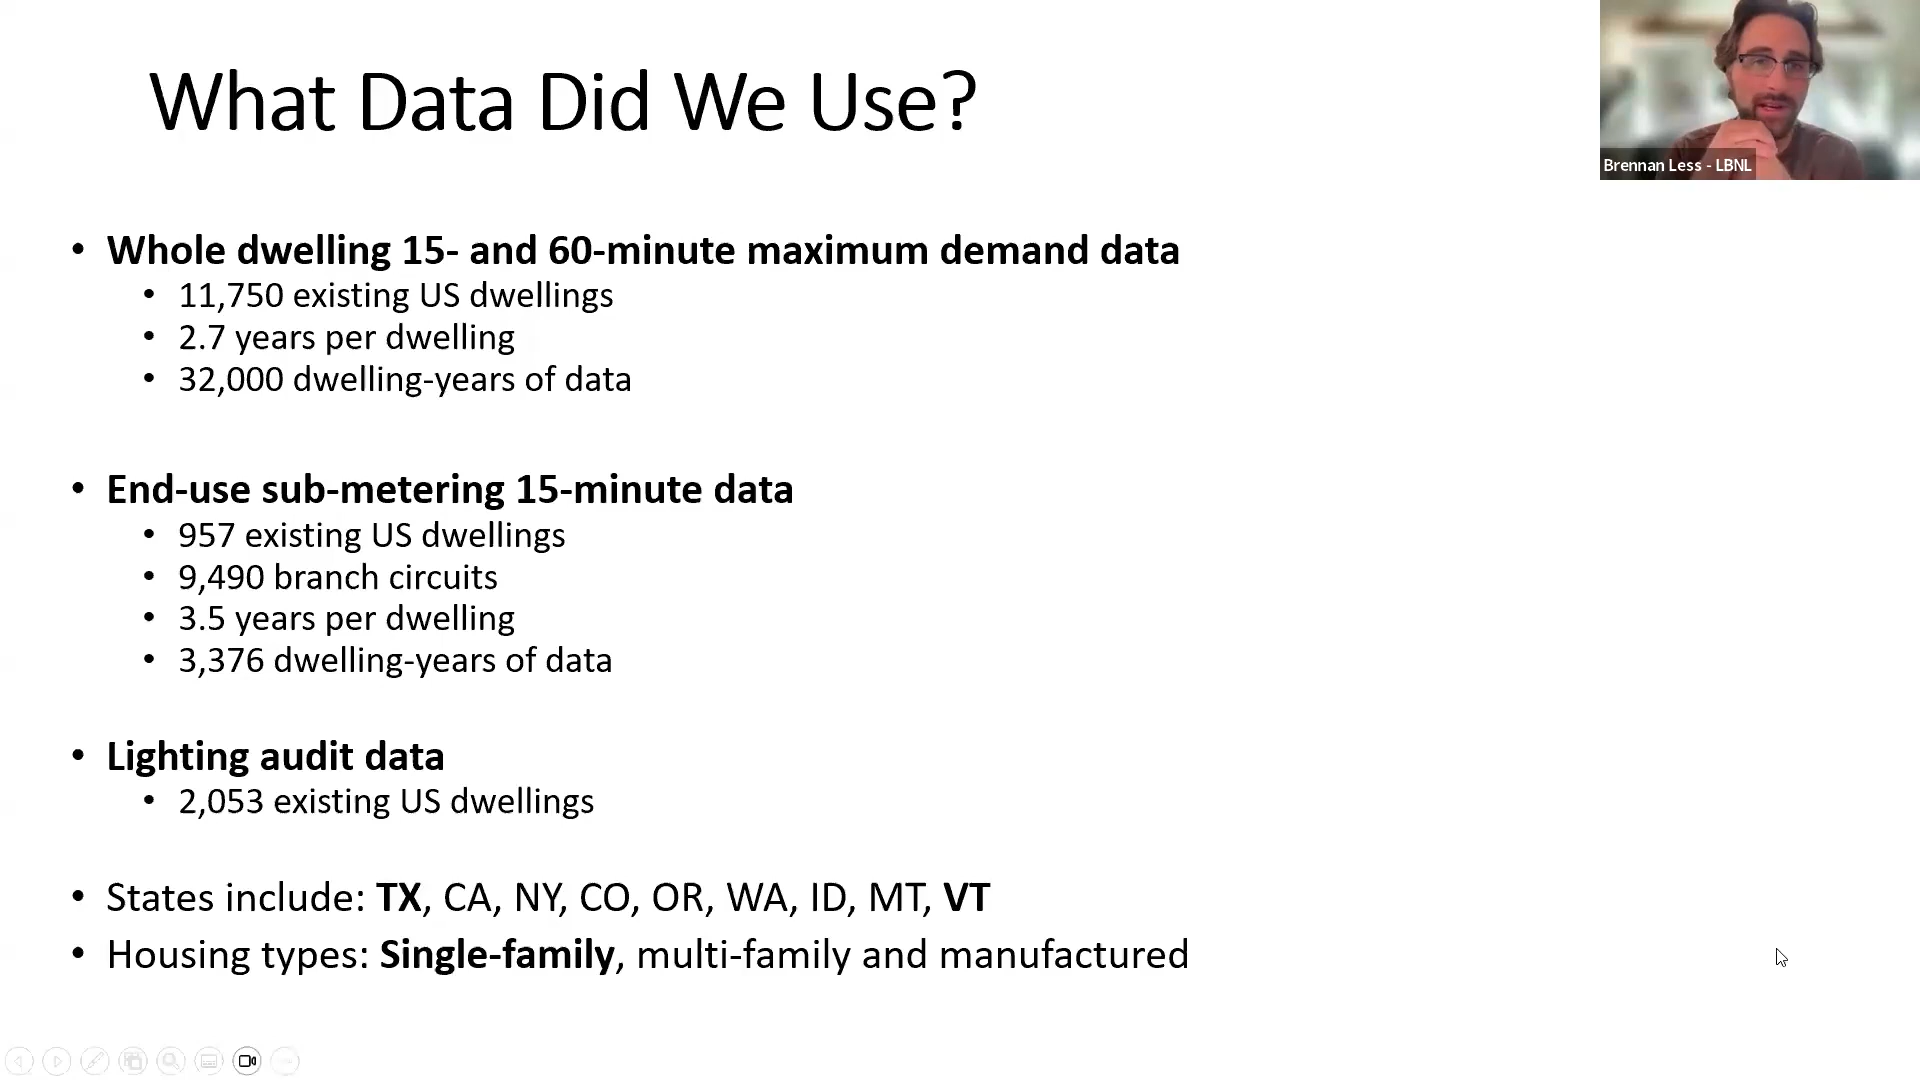 What Data Did We Use?
Brennan Less - LBNL
• Whole dwelling 15- and 60-minute maximum demand data
• 11,750 existing US dwellings
• 2.7 years per dwelling
• 32,000 dwelling-years of data
• End-use sub-metering 15-minute data
• 957 existing US dwellings
• 9,490 branch circuits
• 3.5 years per dwelling
• 3,376 dwelling-years of data
• Lighting audit data
• 2,053 existing US dwellings
• States include: TX, CA, NY, CO, OR, WA, ID, MT, VT
• Housing types: Single-family, multi-family and manufactured